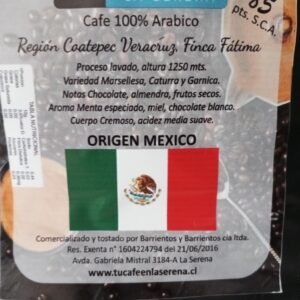 pts. S.C.A.
Cafe 100% Arabico
Región Coatepec Veracruz, Finca Fátima
Proceso lavado, altura 1250 mts.
Variedad Marsellesa, Caturra y Garnica.
Notas Chocolate, almendra, frutos secos.
Aroma Menta especiado, miel, chocolate blanco.
Cuerpo Cremoso, acidez media suave.
ORIGEN MEXICO
Comercializado y tostado por Barrientos y Barrientos cia ltda.
Res. Exenta n° 1604224794 del 21/06/2016
Avda. Gabriela Mistral 3184-A La Serena
www.tucafeenlaserena.cl
TABLA NUTRICIONAL